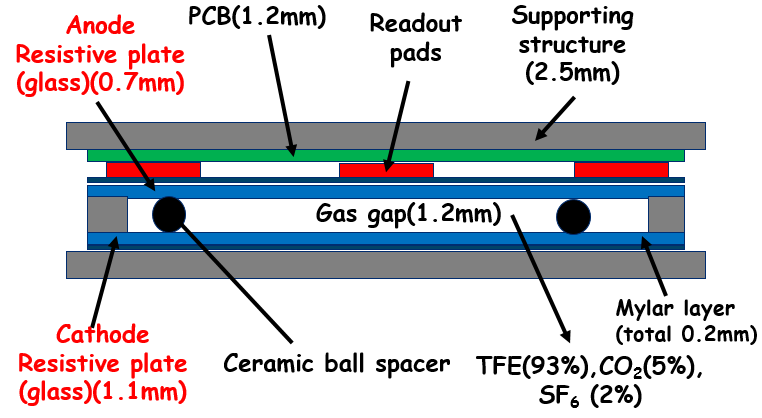 Anode
Resistive plate
(glass)(0.7mm)
PCB(1.2mm)
Readout
pads
Supporting
structure
(2.5mm)
Gas gap(1.2mm)
Cathode
Resistive plate
(glass)(1.1mm)
Ceramic ball spacer
Mylar layer
(total 0.2mm)
TFE(93%),CO₂(5%),
SF₆ (2%)